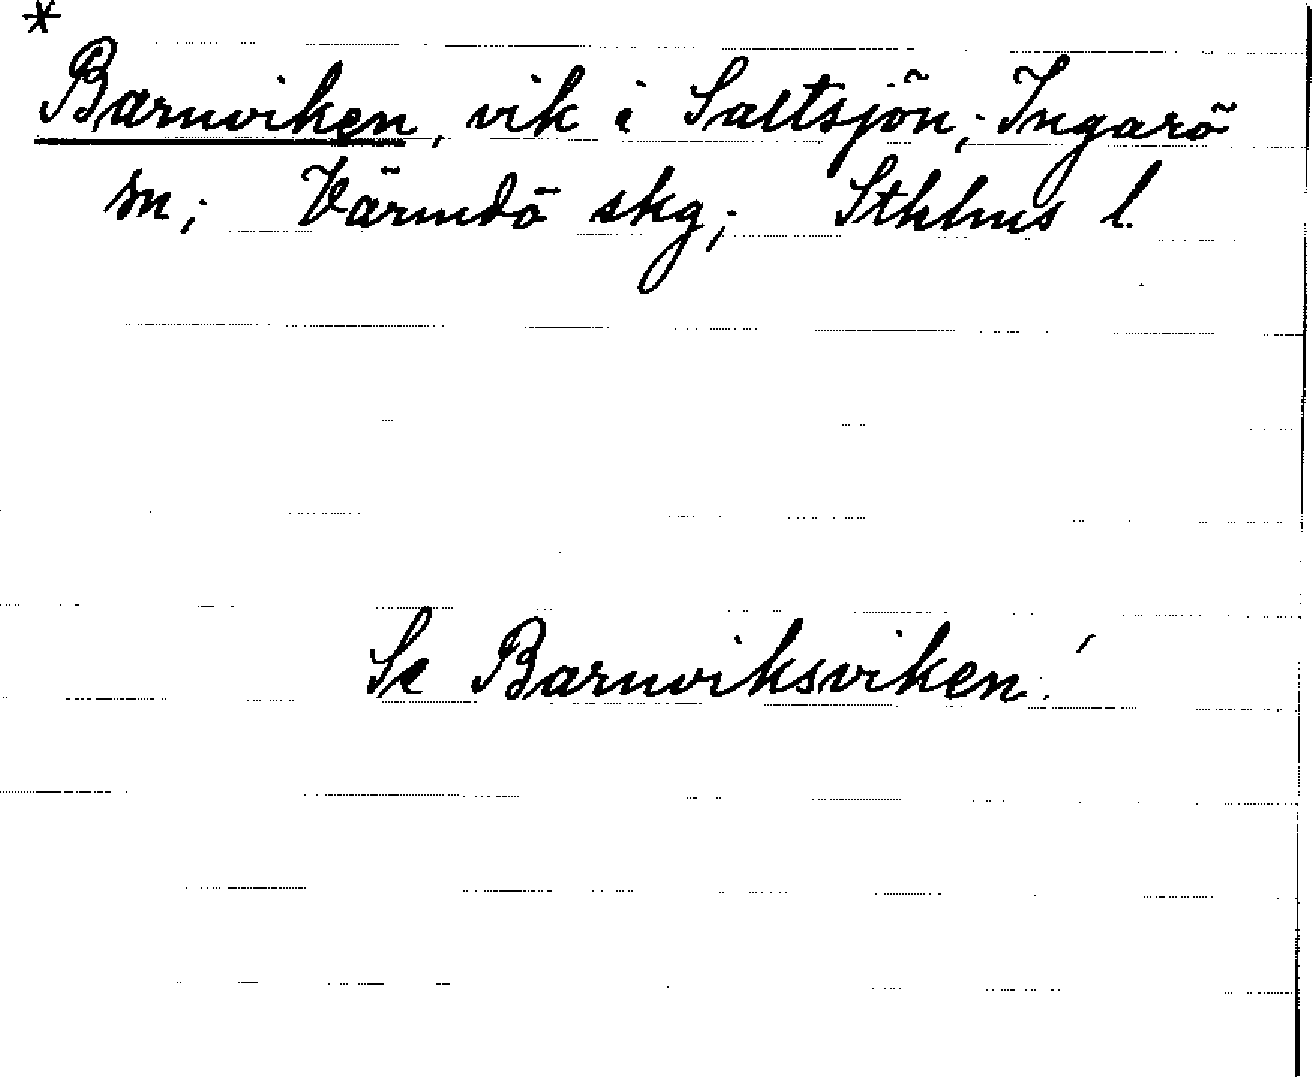 *
Barnviken, vik i Saltsjön; Ingarö
sn; Värmdö skg; Sthlms l.
Se Barnviksviken!